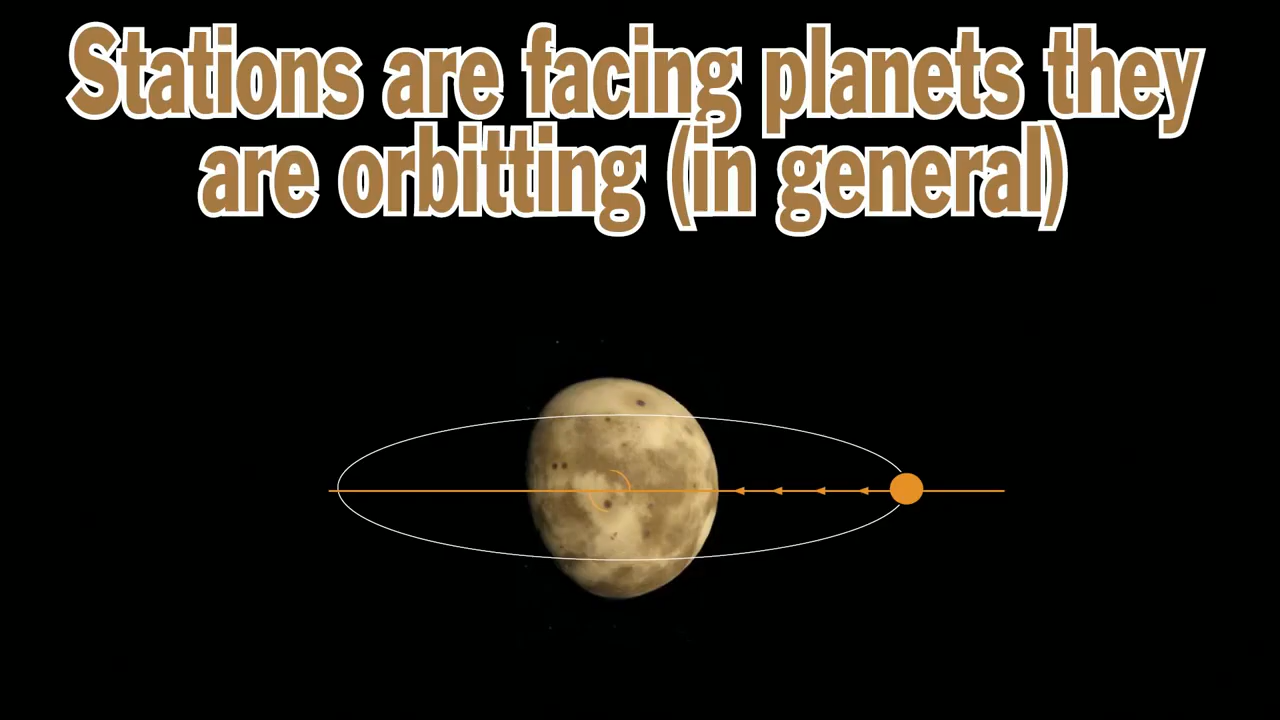 Stations are facing planets they
are orbitting (in general)